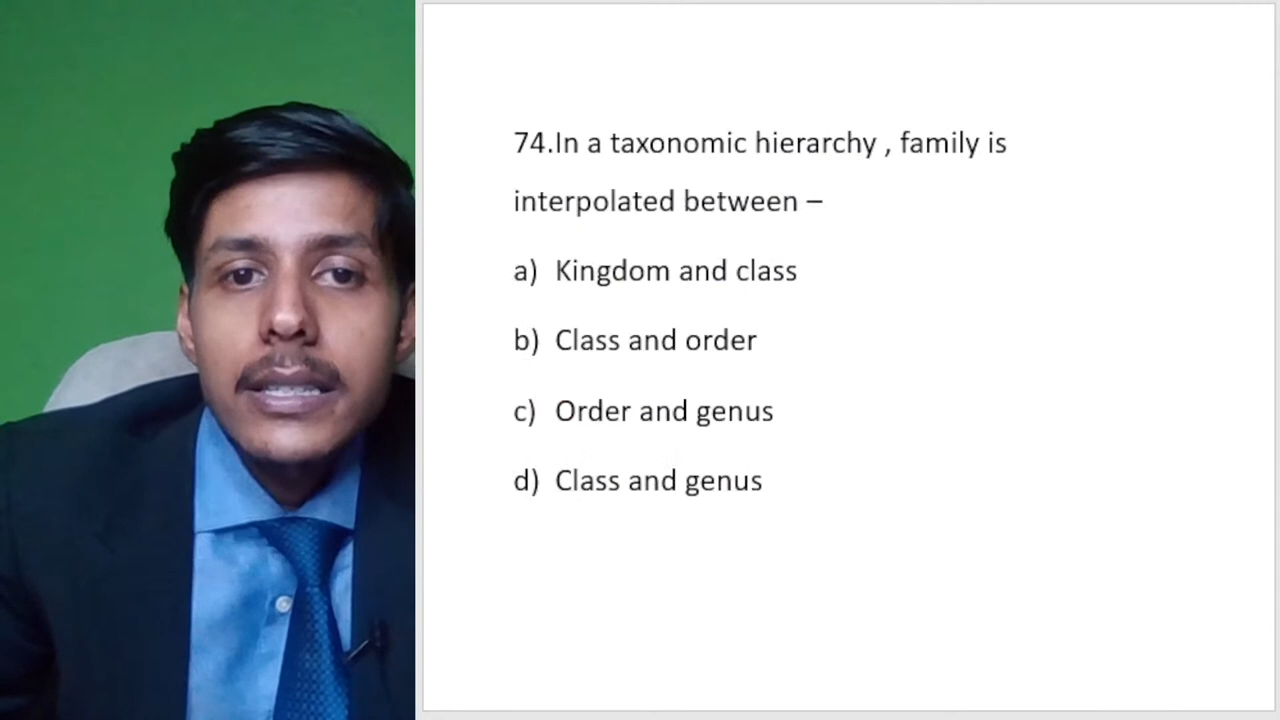 74.In a taxonomic hierarchy , family is
interpolated between –
a) Kingdom and class
b) Class and order
c) Order and genus
d) Class and genus